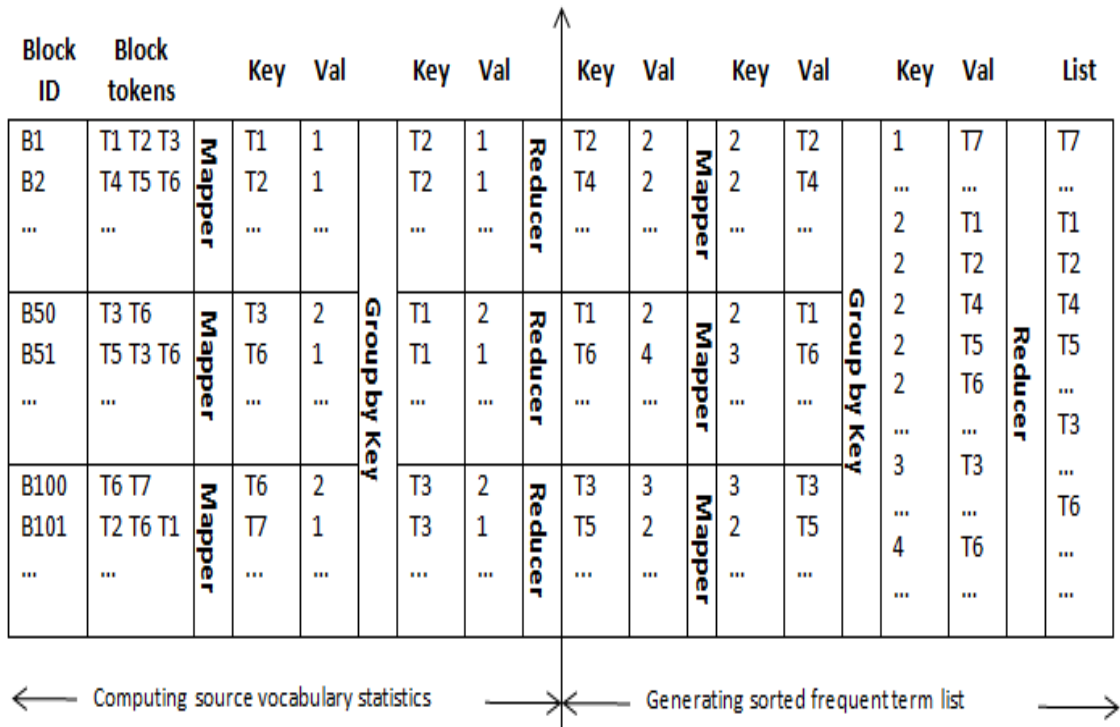 Block Block
ID tokens Key Val Key Val Key Val Key Val Key Val List
B1 T1 T2 T3 T1 1 T2 1 T2 2 2 T2 1 T7 T7
B2 T4 T5 T6 T2 1 T2 1 T4 2 2 T4 ... ... ...
... ... ... ... ... ... ... ... ... ... 2 T1 T1
2 T2 T2
Mapper
Reducer
Mapper
B50 T3 T6 T3 2 T1 2 T1 2 2 T1 2 T4 T4
B51 T5 T3 T6 T6 1 T1 1 T6 4 3 T6 2 T5 T5
... ... ... ... ... ... ... ... ... ... 2 T6 ...
... ... T3
Mapper
Group by Key
Reducer
Mapper
Group by Key
Reducer
3 T3 ...
B100 T6 T7 T6 2 T3 2 T3 3 3 T3 ... ... T6
B101 T2 T6 T1 T7 1 T3 1 T5 2 2 T5 4 T6 ...
... ... ... ... ... ... ... ... ... ... ... ... ...
Mapper
Reducer
Mapper
Computing source vocabulary statistics
Generating sorted frequent term list